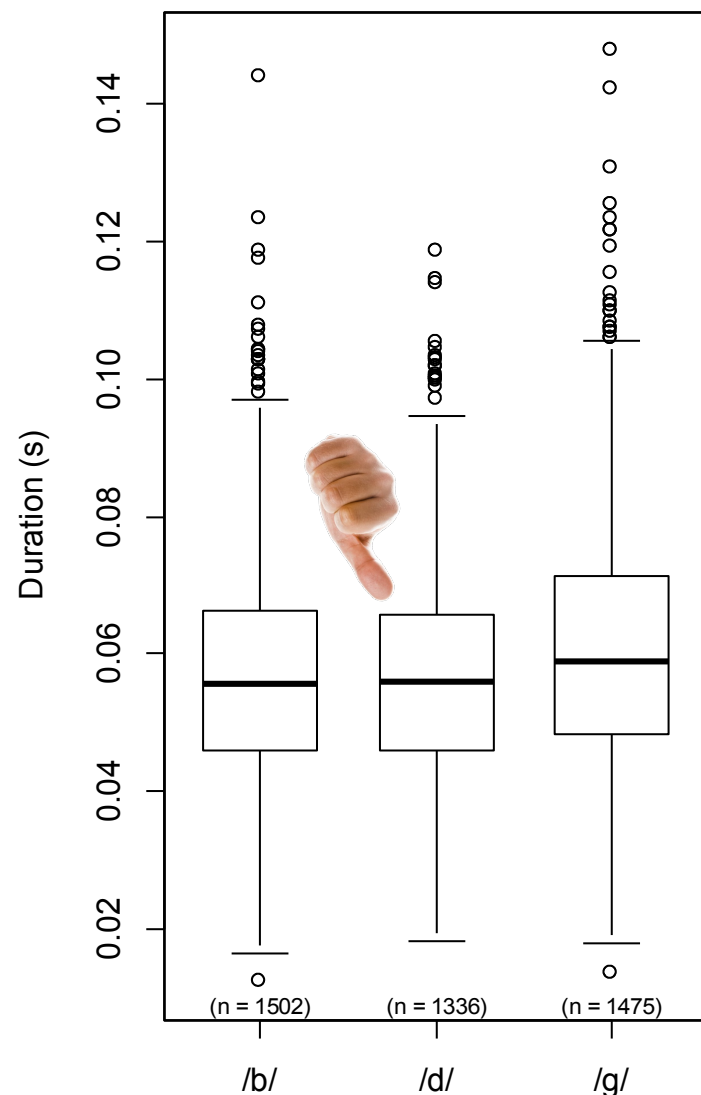 Duration (s)
0.14
0.12
0.10
0.08
0.06
0.04
0.02
(n = 1502) (n = 1336) (n = 1475)
/b/ /d/ /g/